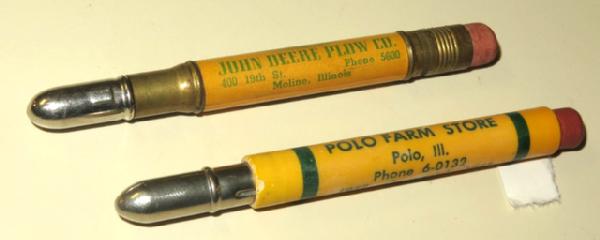 JOHN DEERE PLOW CO.
400 19th St. Phone 5600
Moline, Illinois
POLO FARM STORE
Polo, Ill.
Phone 6-0132